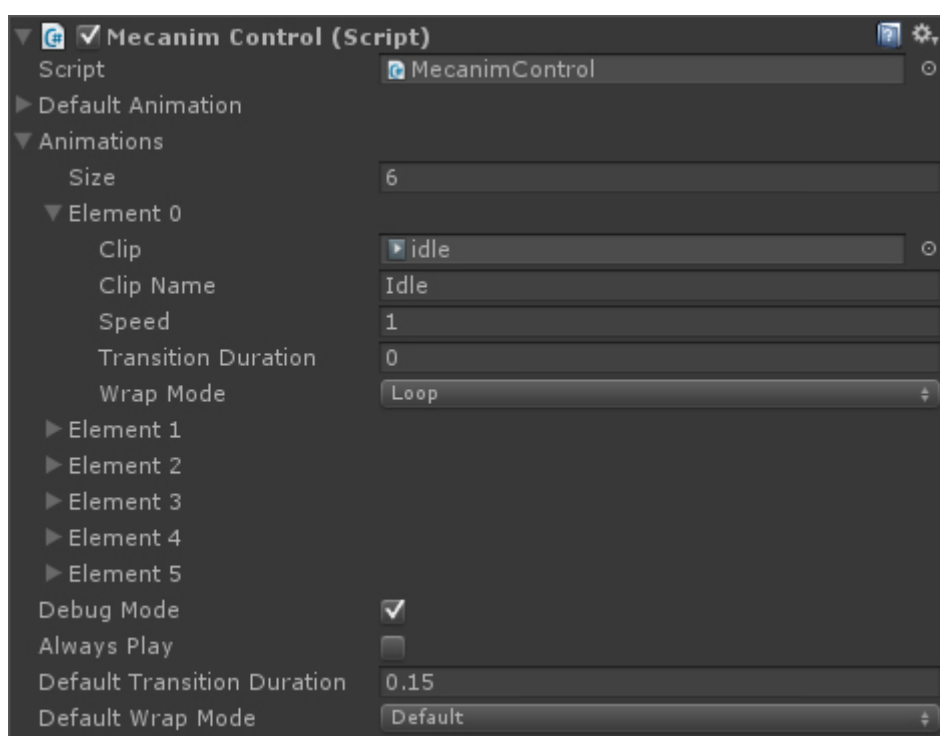 Mecanim Control (Script)
Script MecanimControl
Default Animation
Animations
Size 6
Element 0
Clip idle
Clip Name Idle
Speed 1
Transition Duration 0
Wrap Mode Loop
Element 1
Element 2
Element 3
Element 4
Element 5
Debug Mode
Always Play
Default Transition Duration 0.15
Default Wrap Mode Default